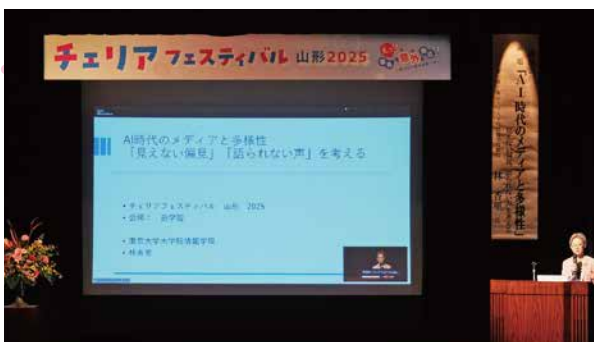 チェリア フェスティバル 山形2025
AI時代のメディアと多様性
「見えない偏見」「語られない声」を考える
• チェリアフェスティバル 山形 2025
• 東京大学大学院情報学環
• 林香里
「AI時代のメディアと多様性」